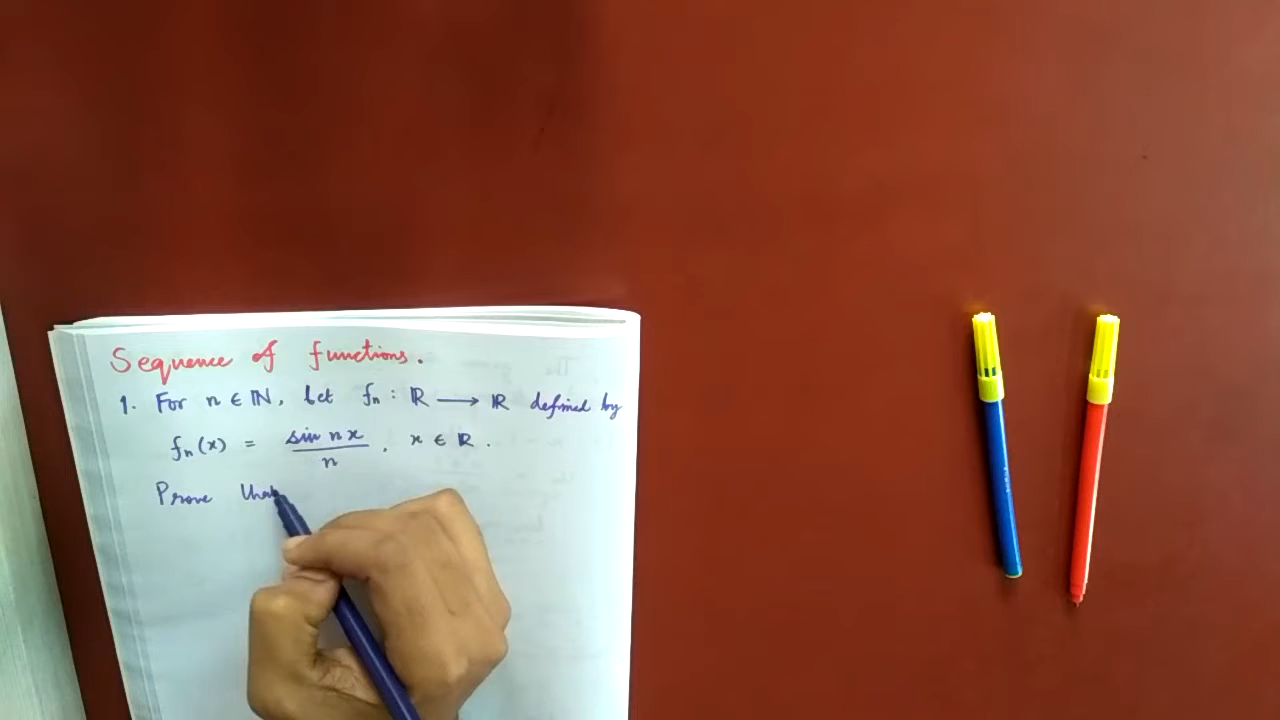 Sequence of functions.
1. For n ∈ ℕ, let fₙ : ℝ ⟶ ℝ defined by
fₙ(x) = sin nx / n , x ∈ ℝ .
Prove that